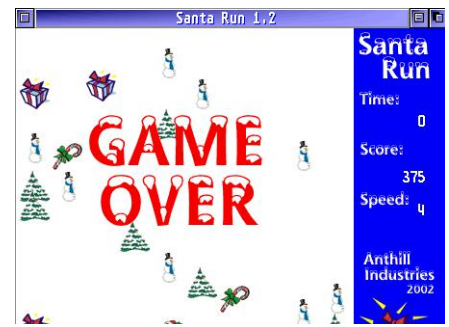 Santa Run 1.2
GAME
OVER
Santa
Run
Time:
0
Score:
375
Speed:
4
Anthill
Industries
2002